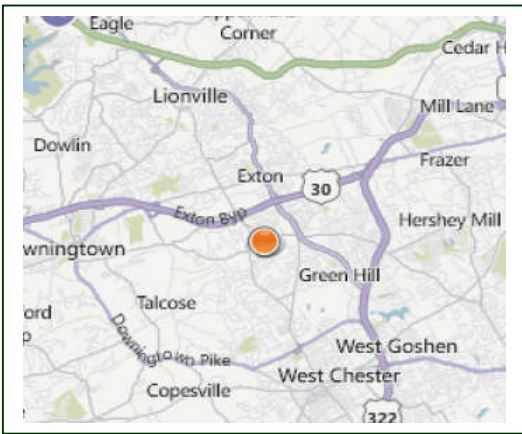 Eagle
Corner
Cedar H
Lionville
Mill Lane
Dowlin
Frazer
Exton
30
Exton Byp
Hershey Mill
wningtown
Green Hill
Talcose
ford
p
Downingtown Pike
West Goshen
West Chester
Copesville
322
e